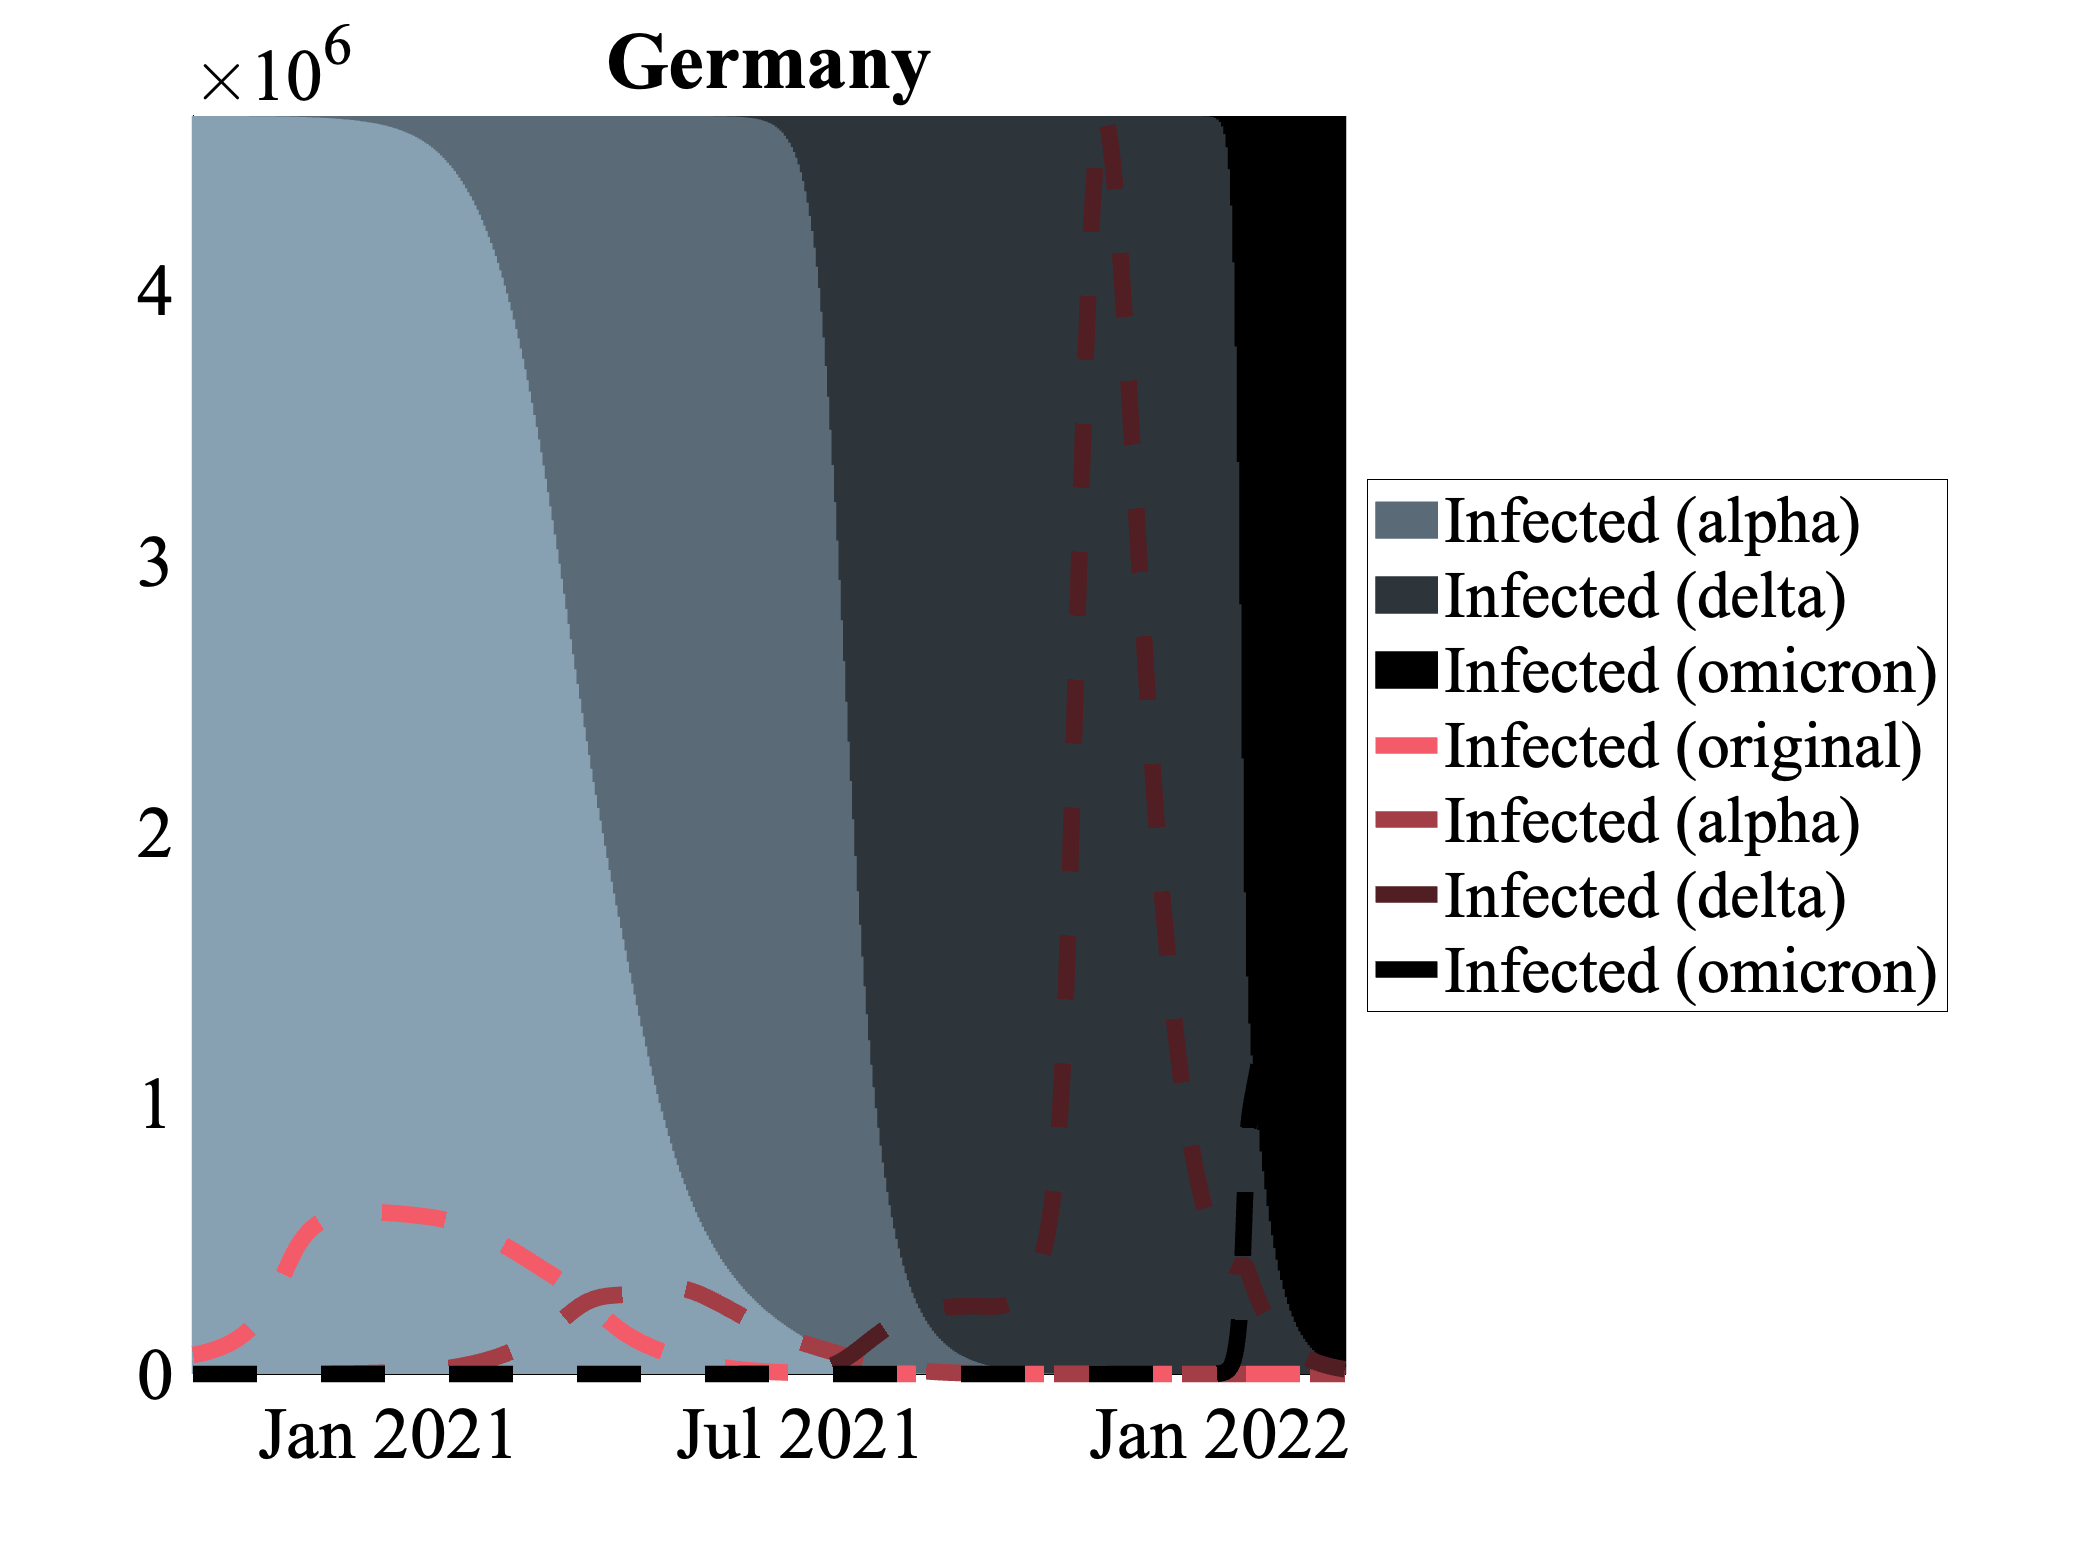 Germany
×10⁶
4
3
2
1
0
Jan 2021
Jul 2021
Jan 2022
Infected (alpha)
Infected (delta)
Infected (omicron)
Infected (original)
Infected (alpha)
Infected (delta)
Infected (omicron)